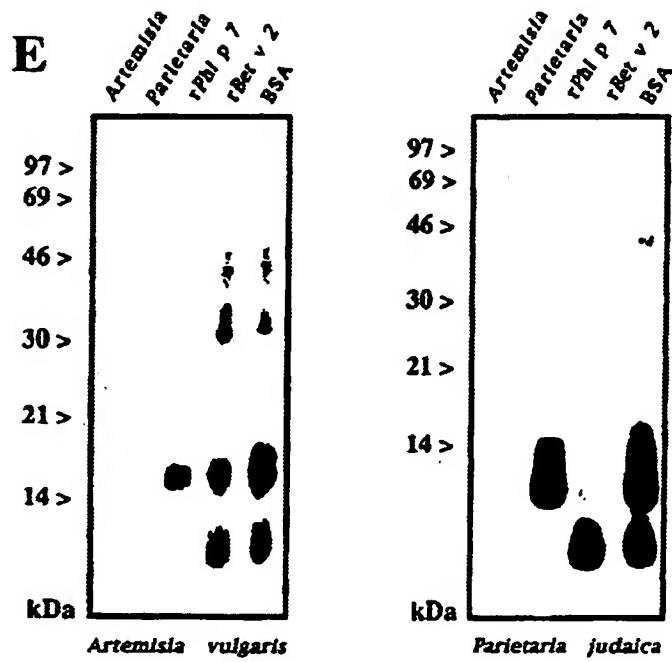 E
Artemisia Parietaria rPhl p 7 rBet v 2 BSA
97 >
69 >
46 >
30 >
21 >
14 >
kDa
Artemisia vulgaris
Artemisia Parietaria rPhl p 7 rBet v 2 BSA
97 >
69 >
46 >
30 >
21 >
14 >
kDa
Parietaria judaica